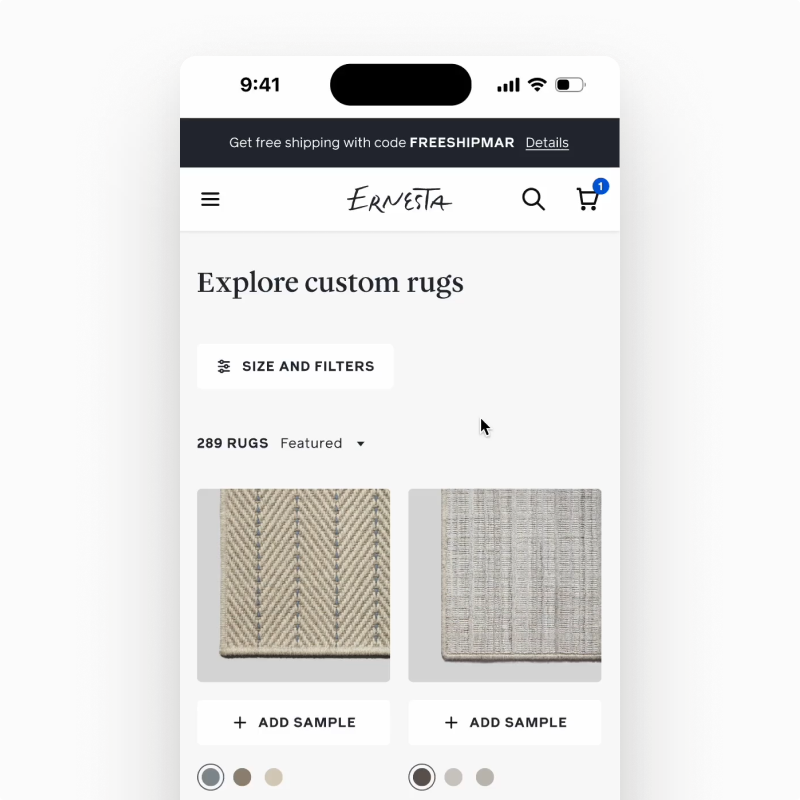 9:41
Get free shipping with code FREESHIPMAR Details
ERNESTA
1
Explore custom rugs
SIZE AND FILTERS
289 RUGS Featured
+ ADD SAMPLE
+ ADD SAMPLE